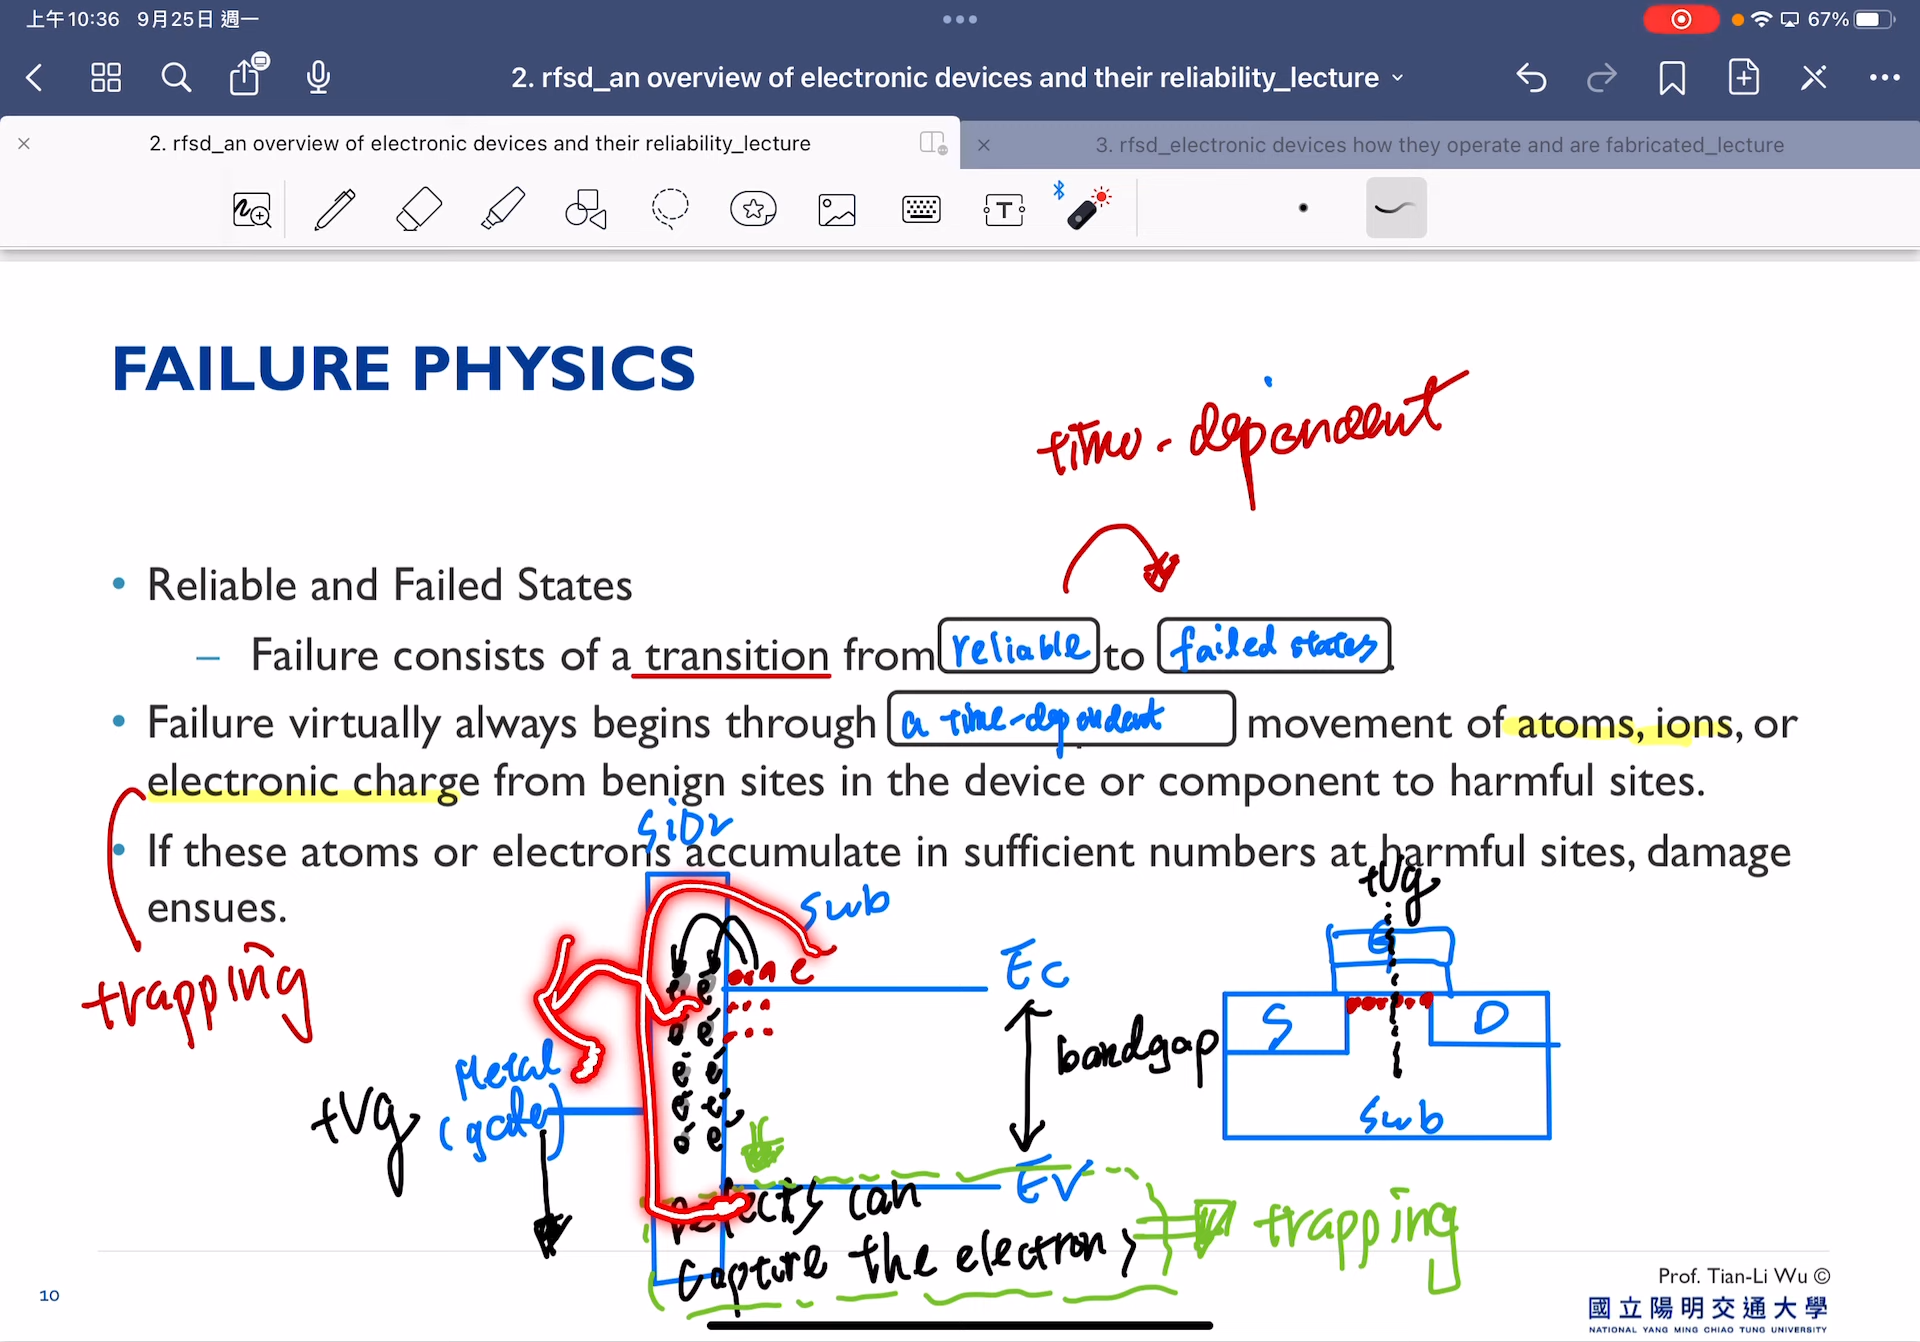 上午10:36 9月25日 週一
67%
2. rfsd_an overview of electronic devices and their reliability_lecture
2. rfsd_an overview of electronic devices and their reliability_lecture
3. rfsd_electronic devices how they operate and are fabricated_lecture
FAILURE PHYSICS
time-dependent
• Reliable and Failed States
– Failure consists of a transition from reliable to failed states.
• Failure virtually always begins through a time-dependent movement of atoms, ions, or
electronic charge from benign sites in the device or component to harmful sites.
SiO2
• If these atoms or electrons accumulate in sufficient numbers at harmful sites, damage
ensues.
+Vg
Sub
G
trapping
e
Ec
S
D
bandgap
Metal
(gate)
+Vg
Sub
EV
Defects can
capture the electron
trapping
Prof. Tian-Li Wu ©
10
國立陽明交通大學
NATIONAL YANG MING CHIAO TUNG UNIVERSITY